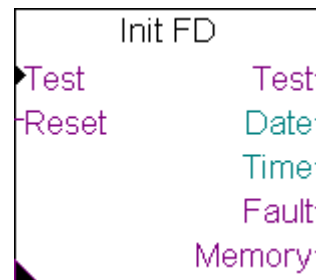 Init FD
Test Test
Reset Date
Time
Fault
Memory